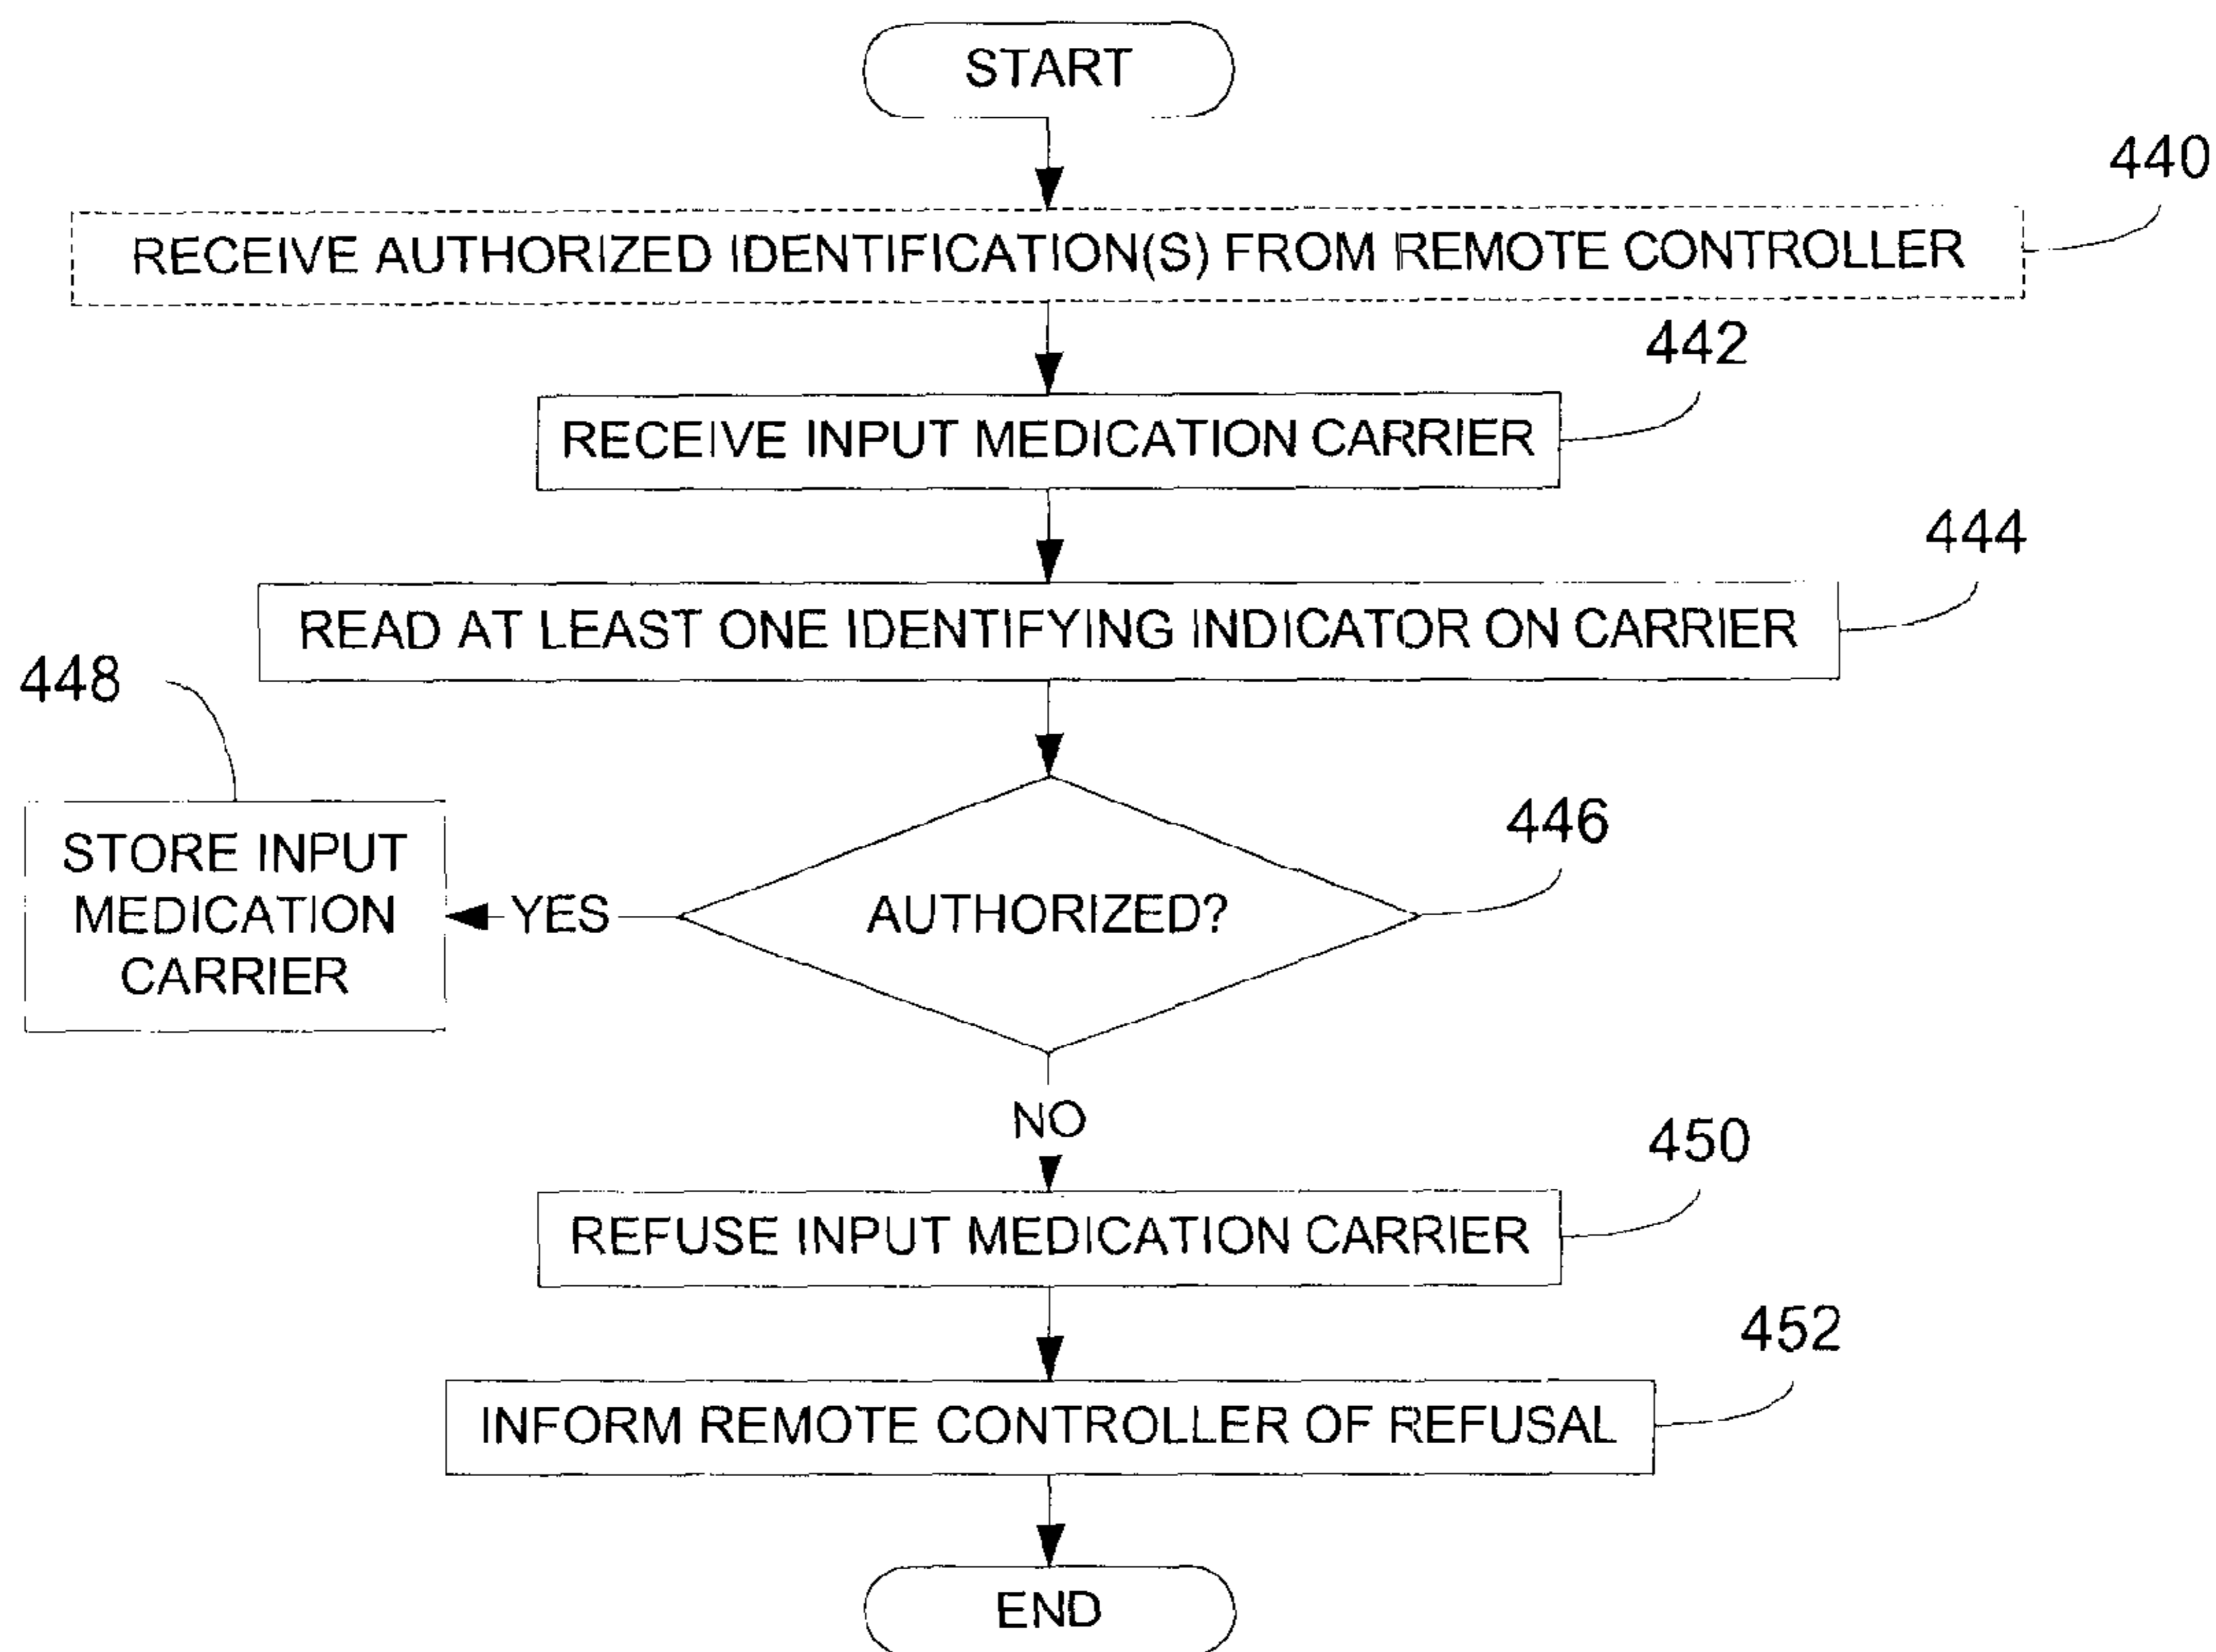 START
440
RECEIVE AUTHORIZED IDENTIFICATION(S) FROM REMOTE CONTROLLER
442
RECEIVE INPUT MEDICATION CARRIER
444
READ AT LEAST ONE IDENTIFYING INDICATOR ON CARRIER
448
STORE INPUT
MEDICATION
CARRIER
YES
446
AUTHORIZED?
NO
450
REFUSE INPUT MEDICATION CARRIER
452
INFORM REMOTE CONTROLLER OF REFUSAL
END